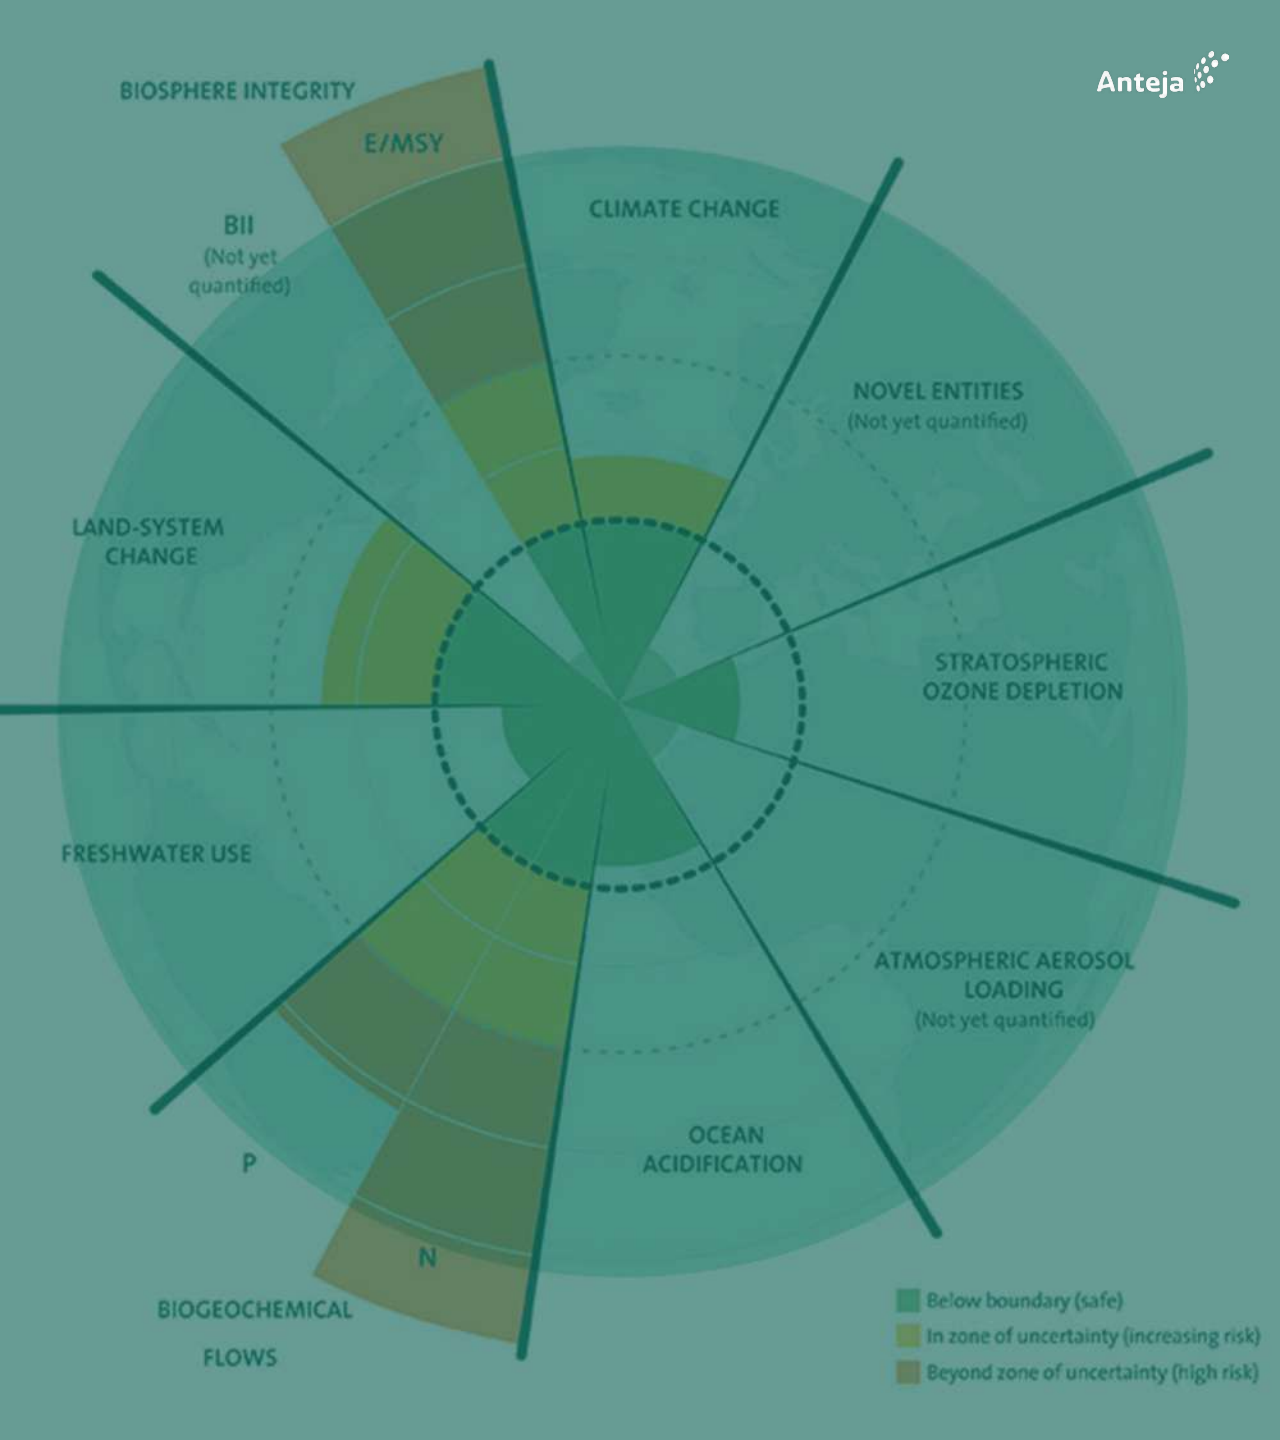 Anteja
BIOSPHERE INTEGRITY
E/MSY
BII
(Not yet
quantified)
CLIMATE CHANGE
NOVEL ENTITIES
(Not yet quantified)
LAND-SYSTEM
CHANGE
STRATOSPHERIC
OZONE DEPLETION
FRESHWATER USE
ATMOSPHERIC AEROSOL
LOADING
(Not yet quantified)
OCEAN
ACIDIFICATION
P
N
BIOGEOCHEMICAL
FLOWS
Below boundary (safe)
In zone of uncertainty (increasing risk)
Beyond zone of uncertainty (high risk)